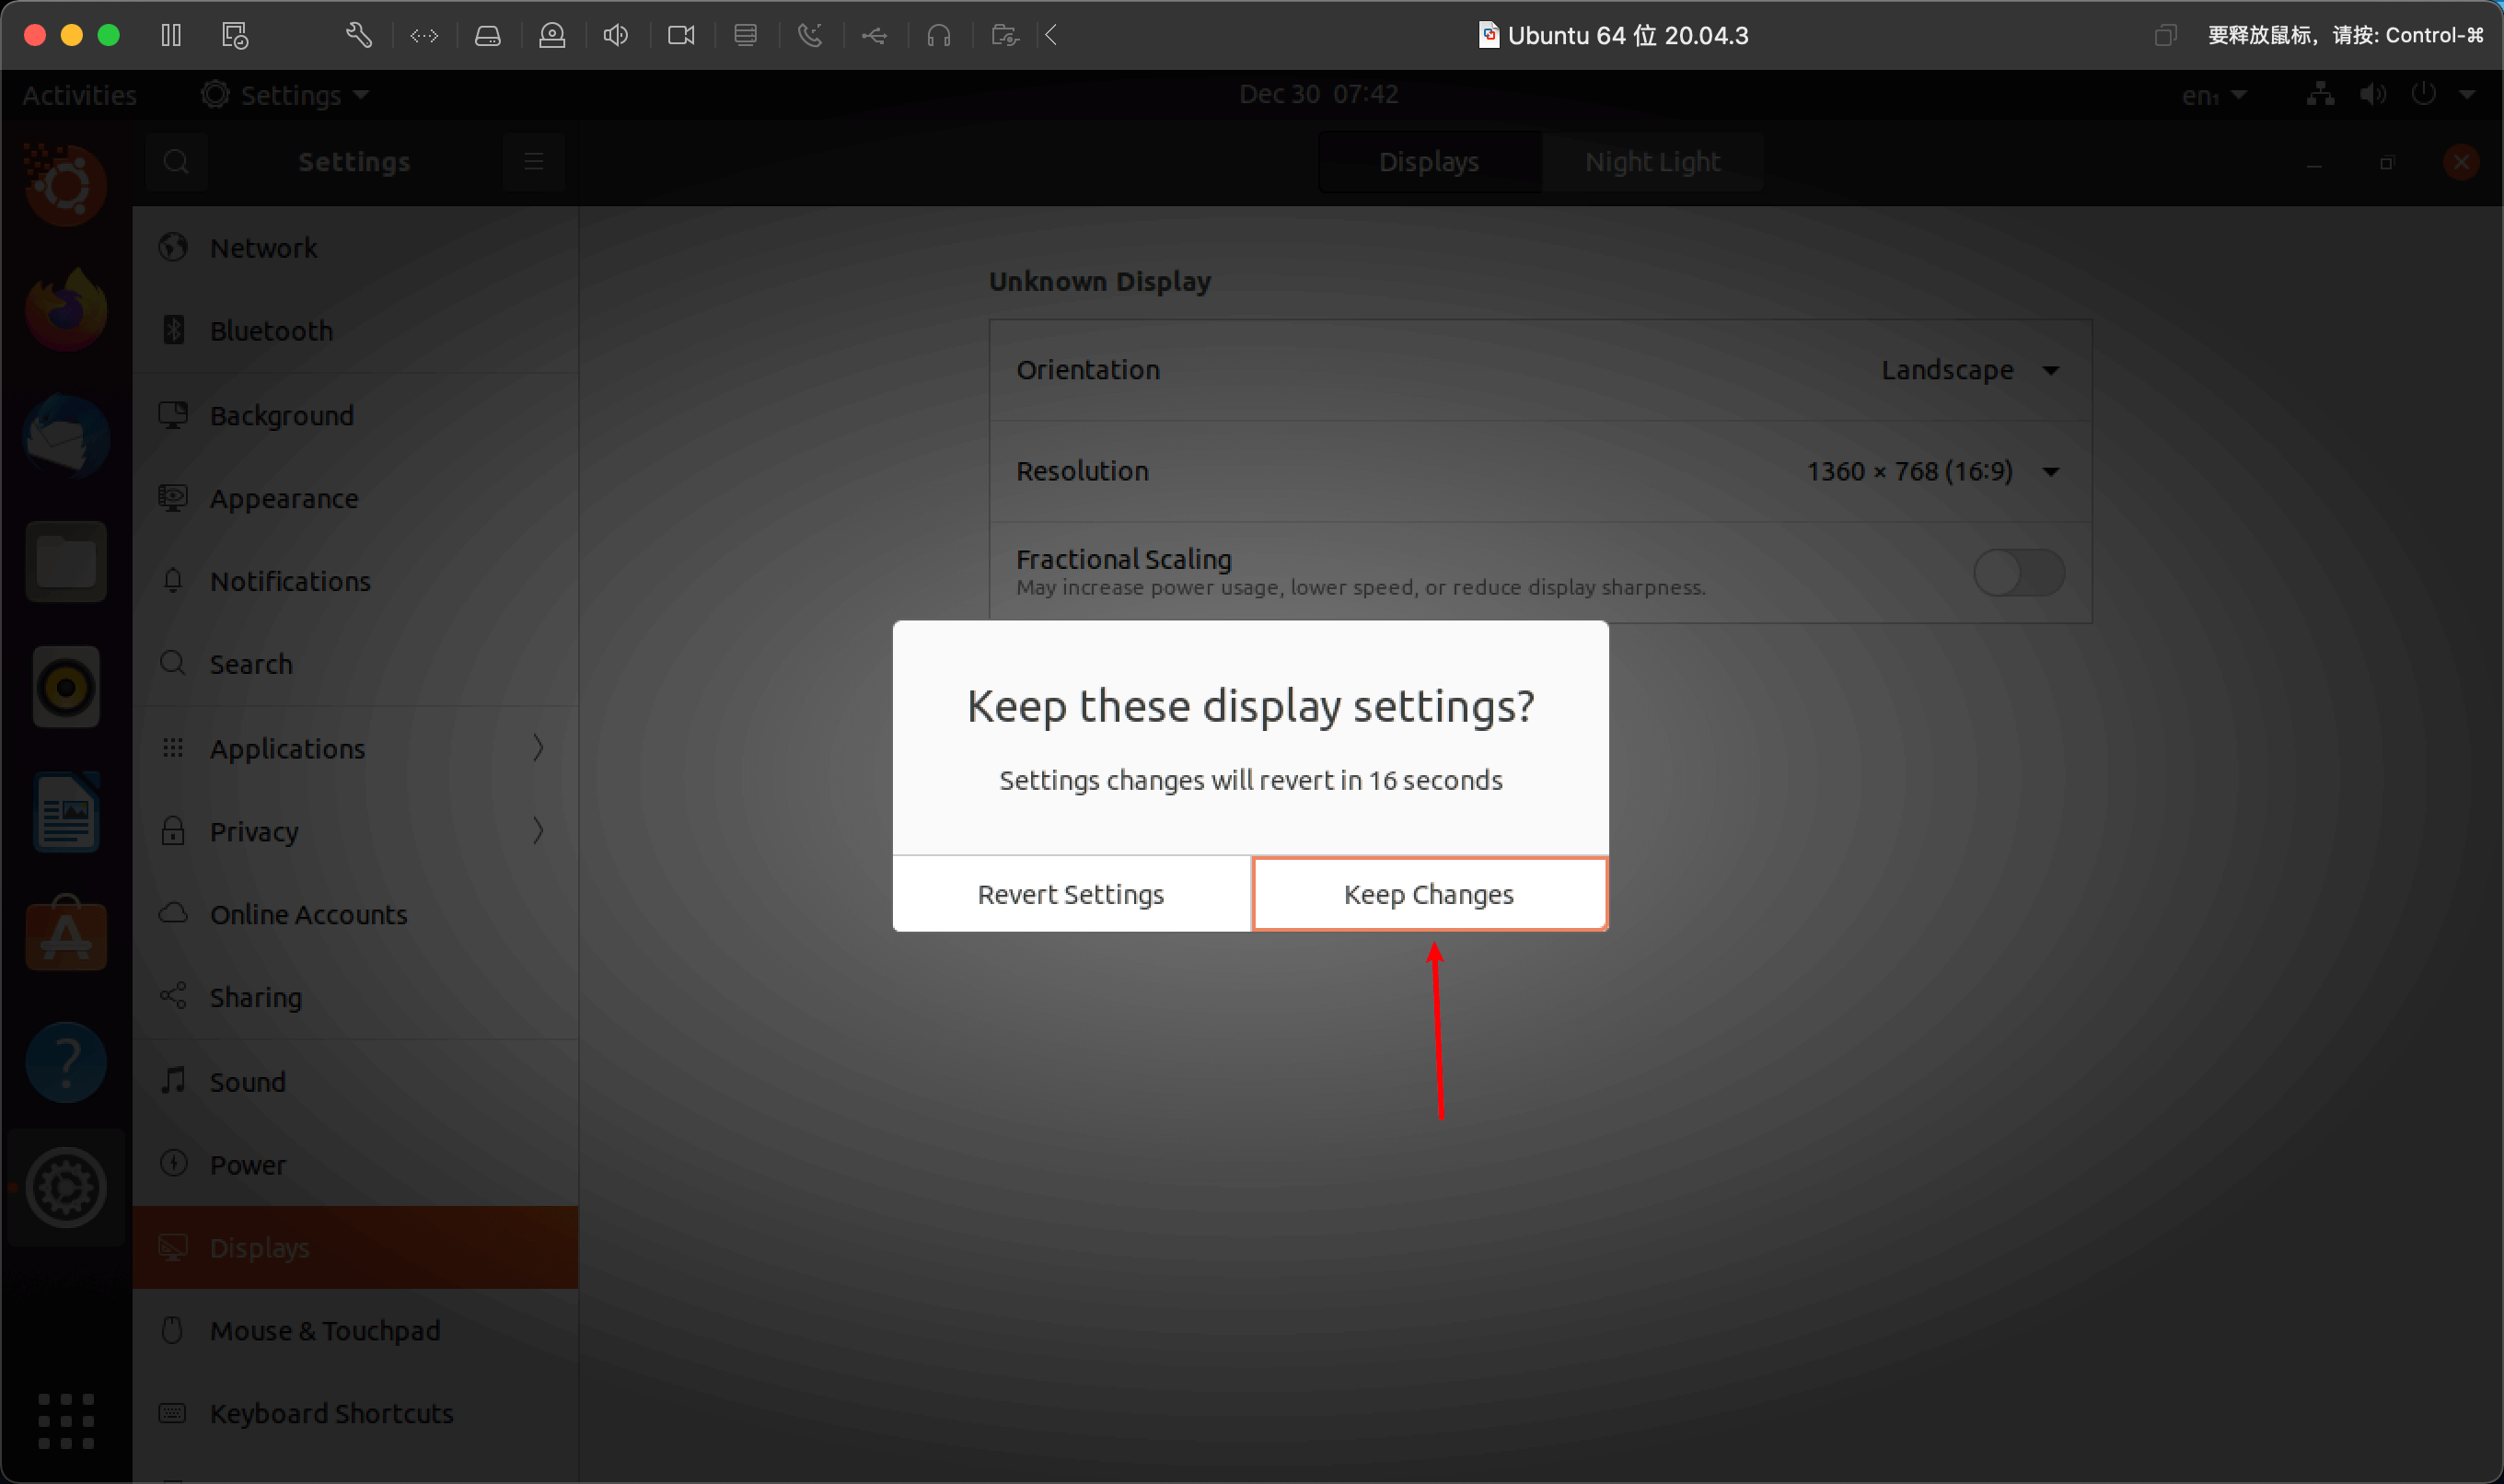 Ubuntu 64 位 20.04.3
要释放鼠标，请按: Control-⌘
Activities
Settings
Dec 30 07:42
en₁
Settings
Displays
Night Light
Network
Bluetooth
Background
Appearance
Notifications
Search
Applications
Privacy
Online Accounts
Sharing
Sound
Power
Displays
Mouse & Touchpad
Keyboard Shortcuts
Unknown Display
Orientation
Landscape
Resolution
1360 × 768 (16:9)
Fractional Scaling
May increase power usage, lower speed, or reduce display sharpness.
Keep these display settings?
Settings changes will revert in 16 seconds
Revert Settings
Keep Changes